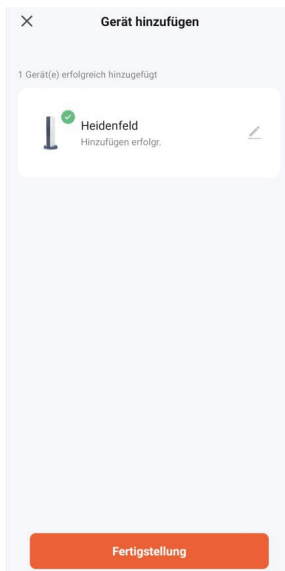 Gerät hinzufügen
1 Gerät(e) erfolgreich hinzugefügt
Heidenfeld
Hinzufügen erfolgr.
Fertigstellung